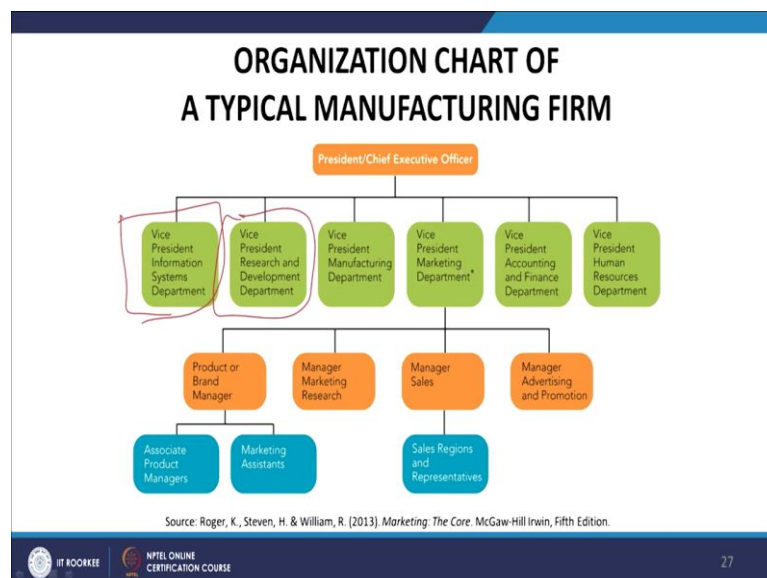 ORGANIZATION CHART OF
A TYPICAL MANUFACTURING FIRM
President/Chief Executive Officer
Vice
President
Information
Systems
Department
Vice
President
Research and
Development
Department
Vice
President
Manufacturing
Department
Vice
President
Marketing
Department*
Vice
President
Accounting
and Finance
Department
Vice
President
Human
Resources
Department
Product or
Brand
Manager
Manager
Marketing
Research
Manager
Sales
Manager
Advertising
and Promotion
Associate
Product
Managers
Marketing
Assistants
Sales Regions
and
Representatives
Source: Roger, K., Steven, H. & William, R. (2013). Marketing: The Core. McGaw-Hill Irwin, Fifth Edition.
IIT ROORKEE
NPTEL ONLINE
CERTIFICATION COURSE
27